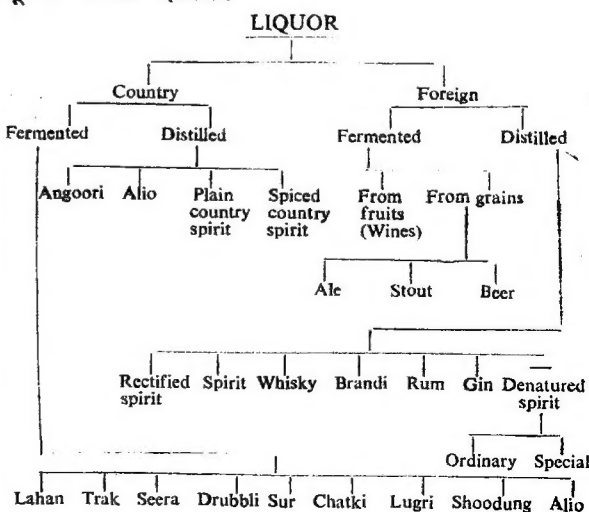 LIQUOR
Country Foreign
Fermented Distilled Fermented Distilled
Angoori Alio Plain country spirit Spiced country spirit From fruits (Wines) From grains
Ale Stout Beer
Rectified spirit Spirit Whisky Brandi Rum Gin Denatured spirit
Ordinary Special
Lahan Trak Seera Drubbli Sur Chatki Lugri Shoodung Alio